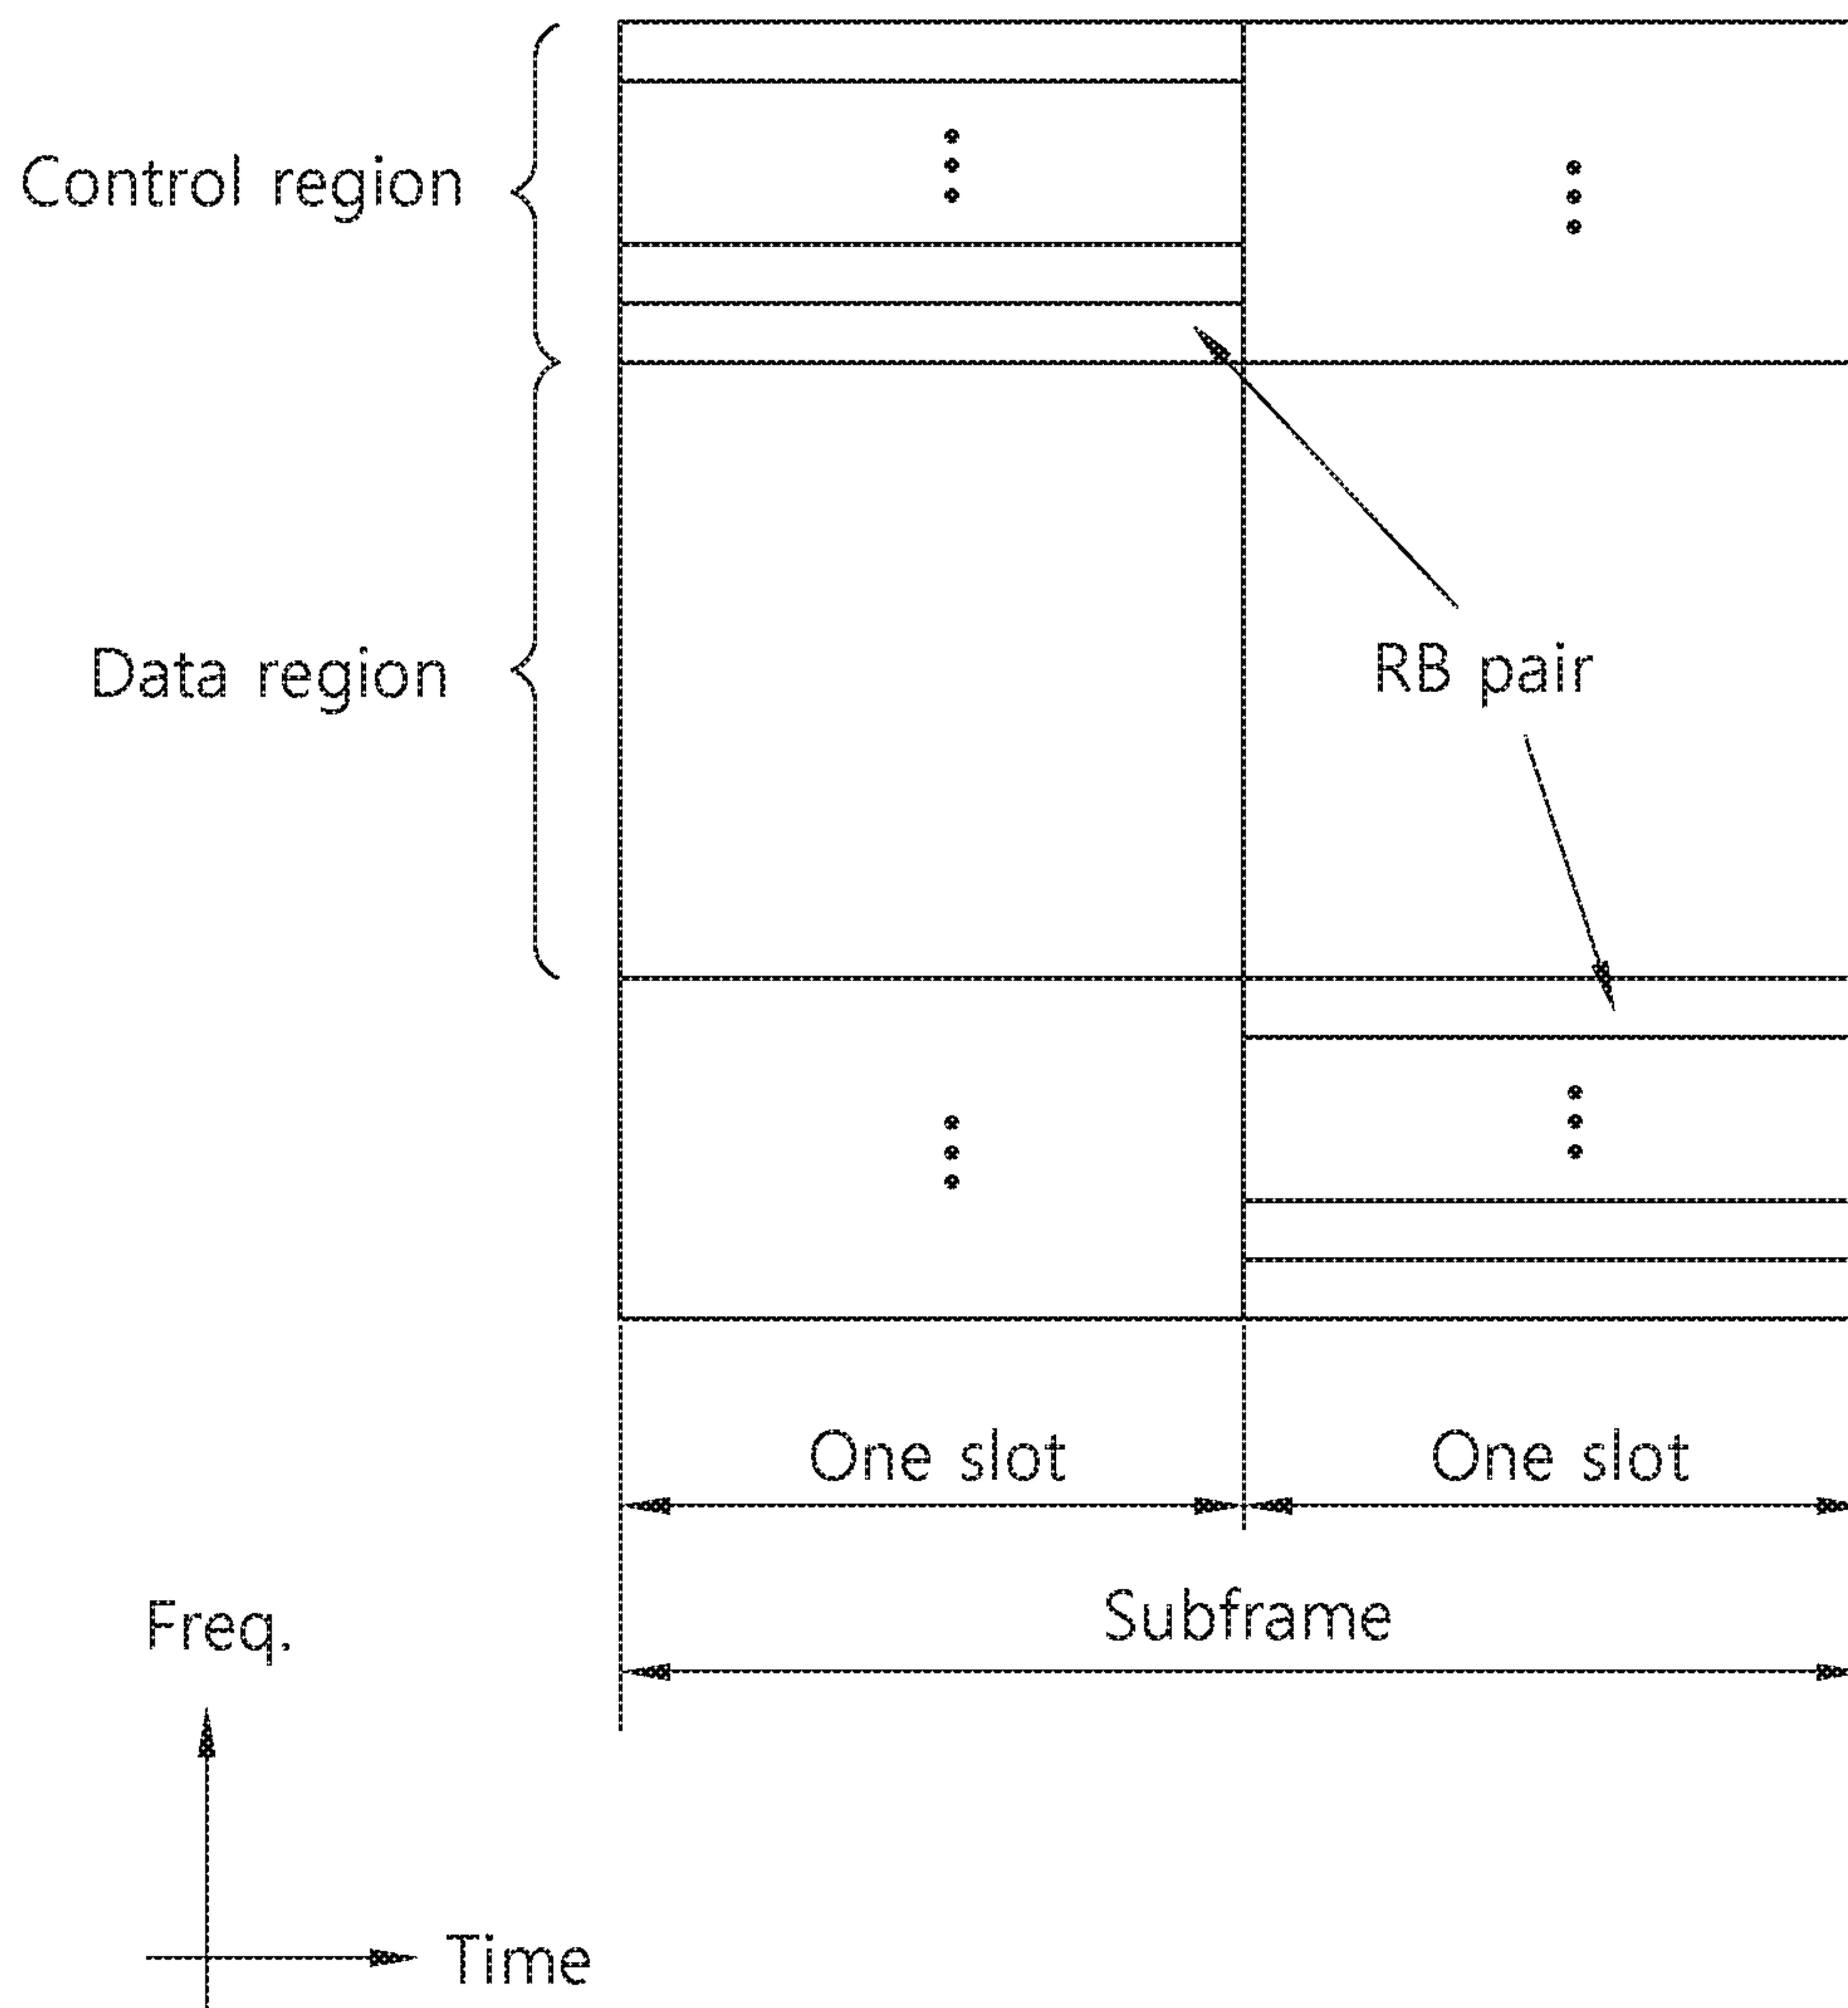 Control region
Data region
RB pair
One slot
One slot
Subframe
Freq.
Time